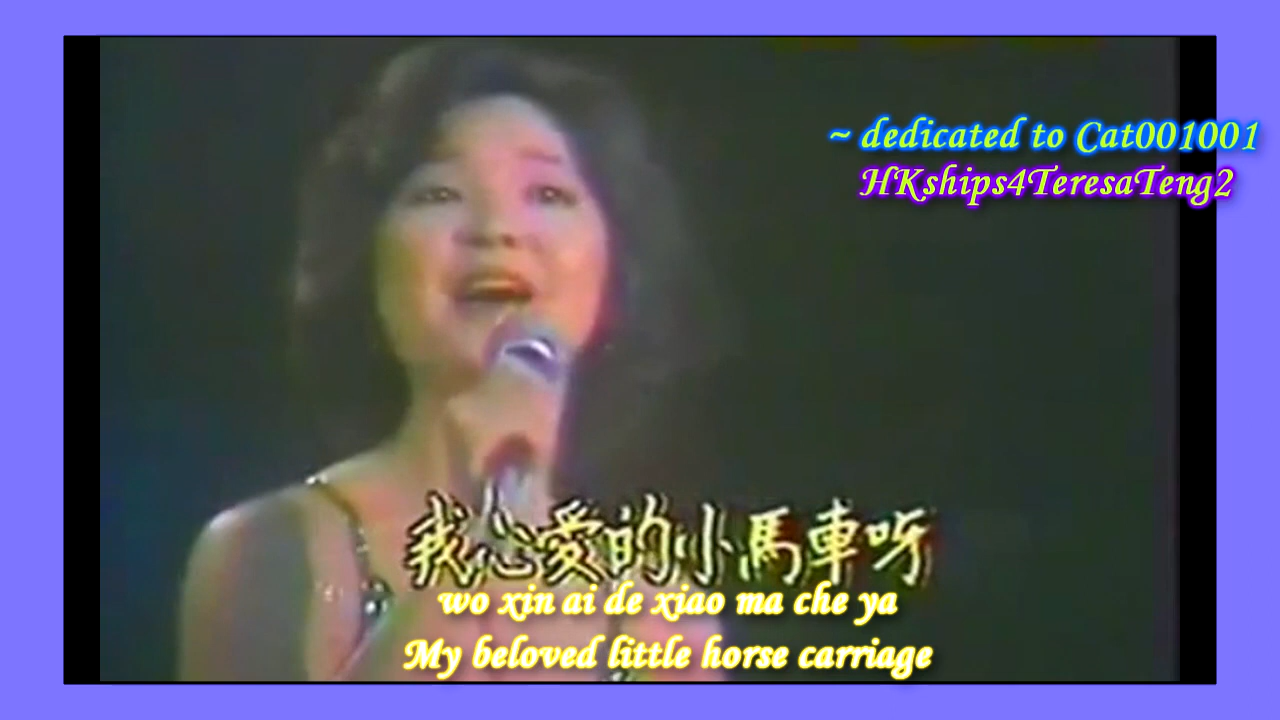 ~ dedicated to Cat001001
HKships4TeresaTeng2
我心愛的小馬車呀
wo xin ai de xiao ma che ya
My beloved little horse carriage